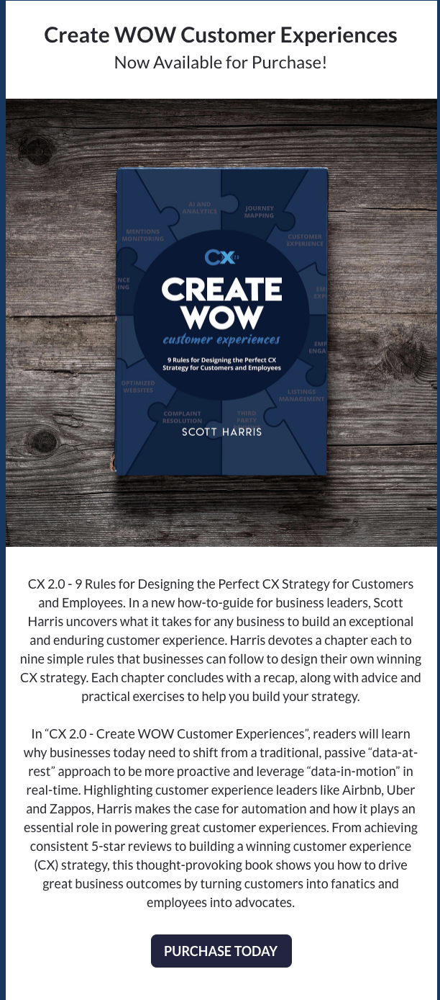 Create WOW Customer Experiences
Now Available for Purchase!
AI AND
ANALYTICS
JOURNEY
MAPPING
MENTIONS
MONITORING
CUSTOMER
EXPERIENCE
NCE
ING
CX 2.0
EM
EXP
CREATE
WOW
customer experiences
EMP
ENGA
9 Rules for Designing the Perfect CX
Strategy for Customers and Employees
OPTIMIZED
WEBSITES
LISTINGS
MANAGEMENT
COMPLAINT
RESOLUTION
THIRD
PARTY
SCOTT HARRIS
CX 2.0 - 9 Rules for Designing the Perfect CX Strategy for Customers
and Employees. In a new how-to-guide for business leaders, Scott
Harris uncovers what it takes for any business to build an exceptional
and enduring customer experience. Harris devotes a chapter each to
nine simple rules that businesses can follow to design their own winning
CX strategy. Each chapter concludes with a recap, along with advice and
practical exercises to help you build your strategy.
In “CX 2.0 - Create WOW Customer Experiences”, readers will learn
why businesses today need to shift from a traditional, passive “data-at-
rest” approach to be more proactive and leverage “data-in-motion” in
real-time. Highlighting customer experience leaders like Airbnb, Uber
and Zappos, Harris makes the case for automation and how it plays an
essential role in powering great customer experiences. From achieving
consistent 5-star reviews to building a winning customer experience
(CX) strategy, this thought-provoking book shows you how to drive
great business outcomes by turning customers into fanatics and
employees into advocates.
PURCHASE TODAY